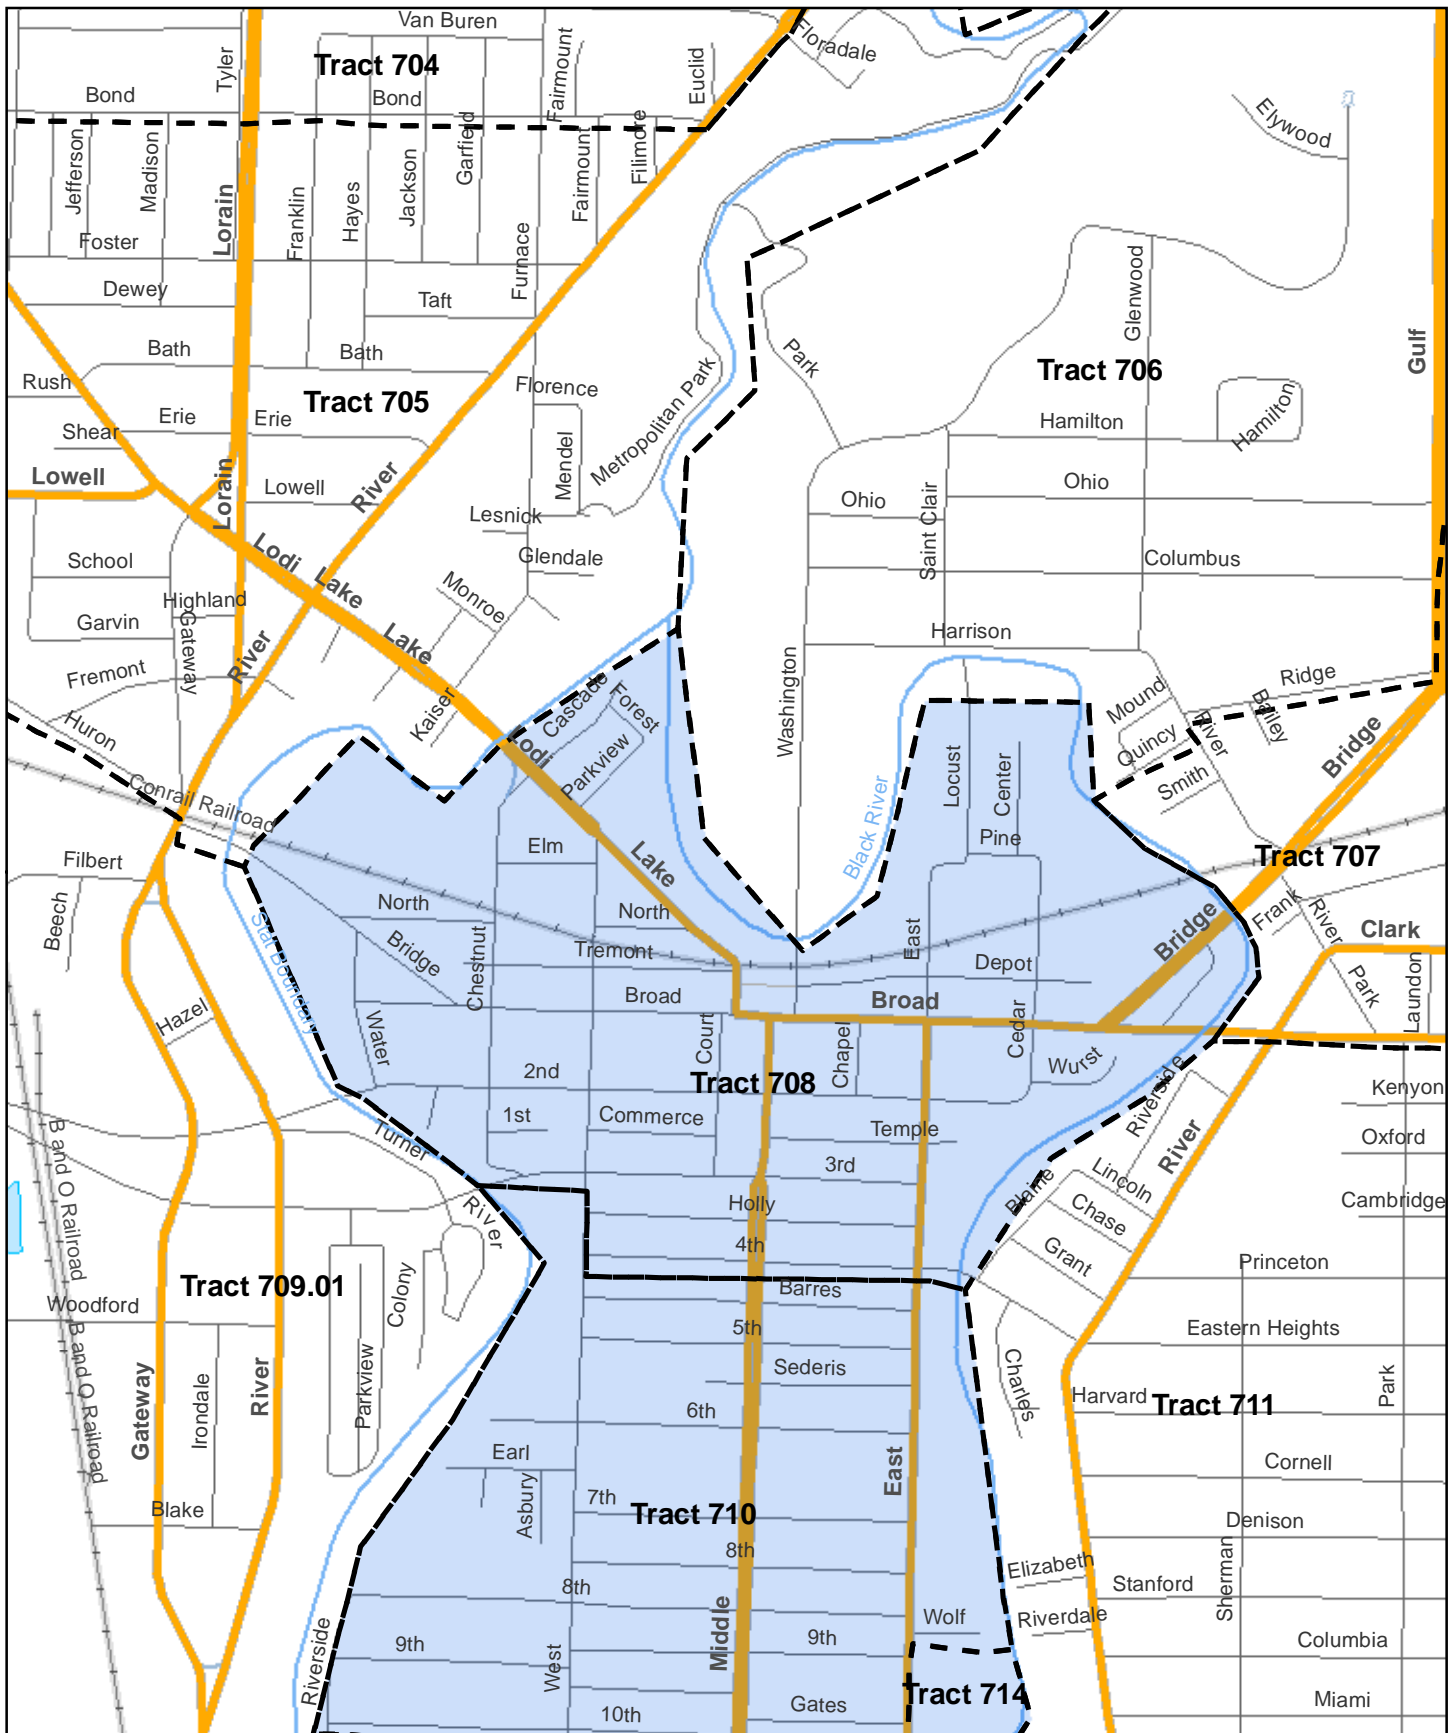 Van Buren
Floradale
Fairmount
Tyler
Tract 704
Euclid
Bond
Bond
Elywood
Jefferson
Madison
Lorain
Franklin
Hayes
Jackson
Garfield
Fairmount
Filimore
Foster
Furnace
Glenwood
Dewey
Taft
Gulf
Bath
Bath
Park
Tract 706
Rush
Florence
Metropolitan Park
Tract 705
Hamilton
Hamilton
Erie
Erie
Shear
Mendel
Lowell
Lorain
Lowell
River
Ohio
Ohio
Saint Clair
Lesnick
Lodi
Lake
Glendale
Columbus
School
Monroe
Highland
Garvin
Gateway
Lake
Harrison
River
Fremont
Washington
Cascade
Forest
Ridge
Mound
Kaiser
Bailey
Huron
Lodi
Parkview
Quincy
River
Bridge
Locust
Center
Smith
Conrail Railroad
Black River
Elm
Pine
Lake
Tract 707
Filbert
Beech
North
North
Frank
River
Star Boundary
Bridge
Chestnut
Tremont
East
Bridge
Clark
Depot
Park
Laundon
Broad
Broad
Hazel
Water
Court
Chapel
Cedar
Wurst
2nd
Tract 708
Kenyon
Riverside
1st
Commerce
Temple
Oxford
B and O Railroad
Turner
3rd
River
Lincoln
Blaine
Holly
Chase
Cambridge
River
4th
Grant
Princeton
Tract 709.01
Colony
Barres
Woodford
5th
Eastern Heights
B and O Railroad
Gateway
Irondale
River
Parkview
Sederis
Charles
Harvard
Tract 711
Park
6th
Earl
East
Cornell
Asbury
7th
Tract 710
Blake
Denison
8th
Elizabeth
8th
Stanford
Sherman
Middle
Wolf
Riverdale
9th
9th
Columbia
Riverside
West
Tract 714
10th
Gates
Miami